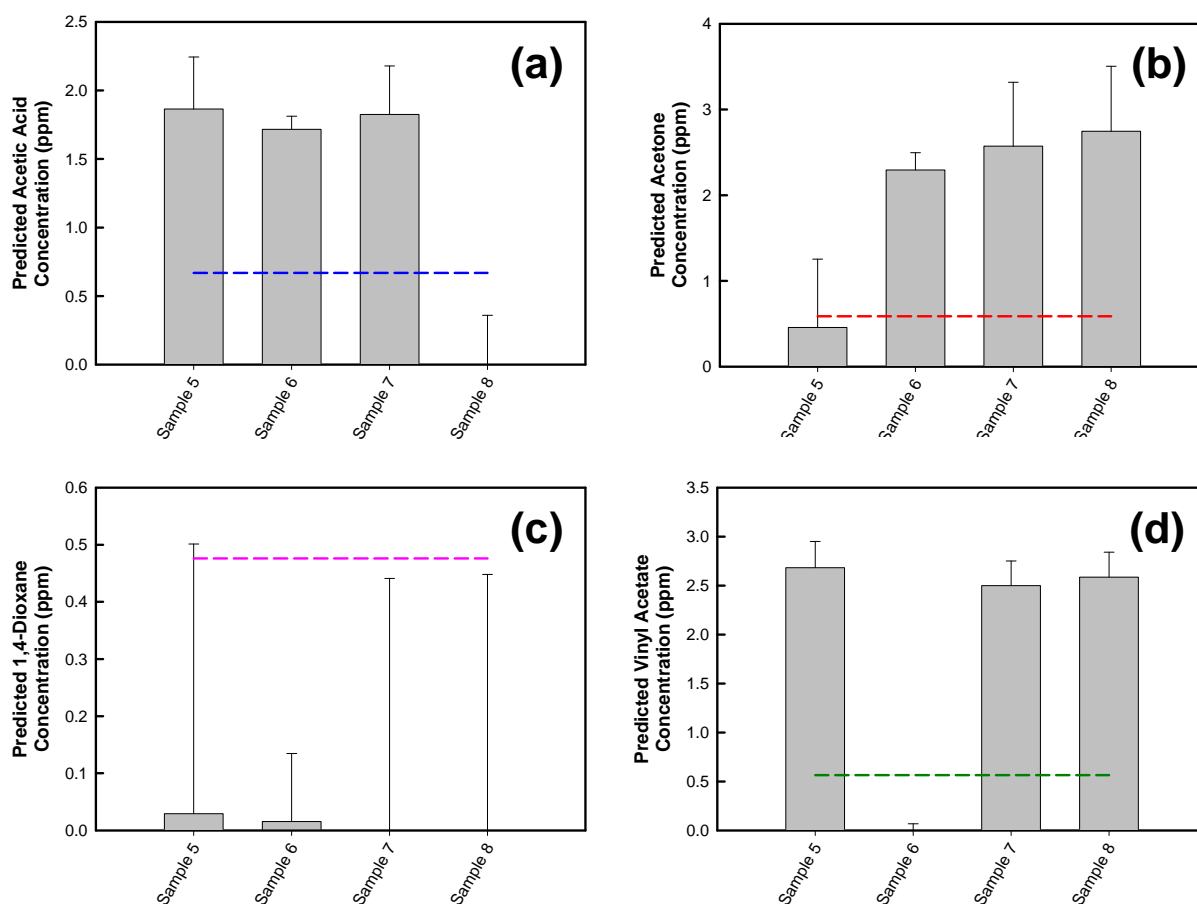 (a)
Predicted Acetic Acid
Concentration (ppm)
2.5
2.0
1.5
1.0
0.5
0.0
Sample 5
Sample 6
Sample 7
Sample 8
(b)
Predicted Acetone
Concentration (ppm)
4
3
2
1
0
Sample 5
Sample 6
Sample 7
Sample 8
(c)
Predicted 1,4-Dioxane
Concentration (ppm)
0.6
0.5
0.4
0.3
0.2
0.1
0.0
Sample 5
Sample 6
Sample 7
Sample 8
(d)
Predicted Vinyl Acetate
Concentration (ppm)
3.5
3.0
2.5
2.0
1.5
1.0
0.5
0.0
Sample 5
Sample 6
Sample 7
Sample 8